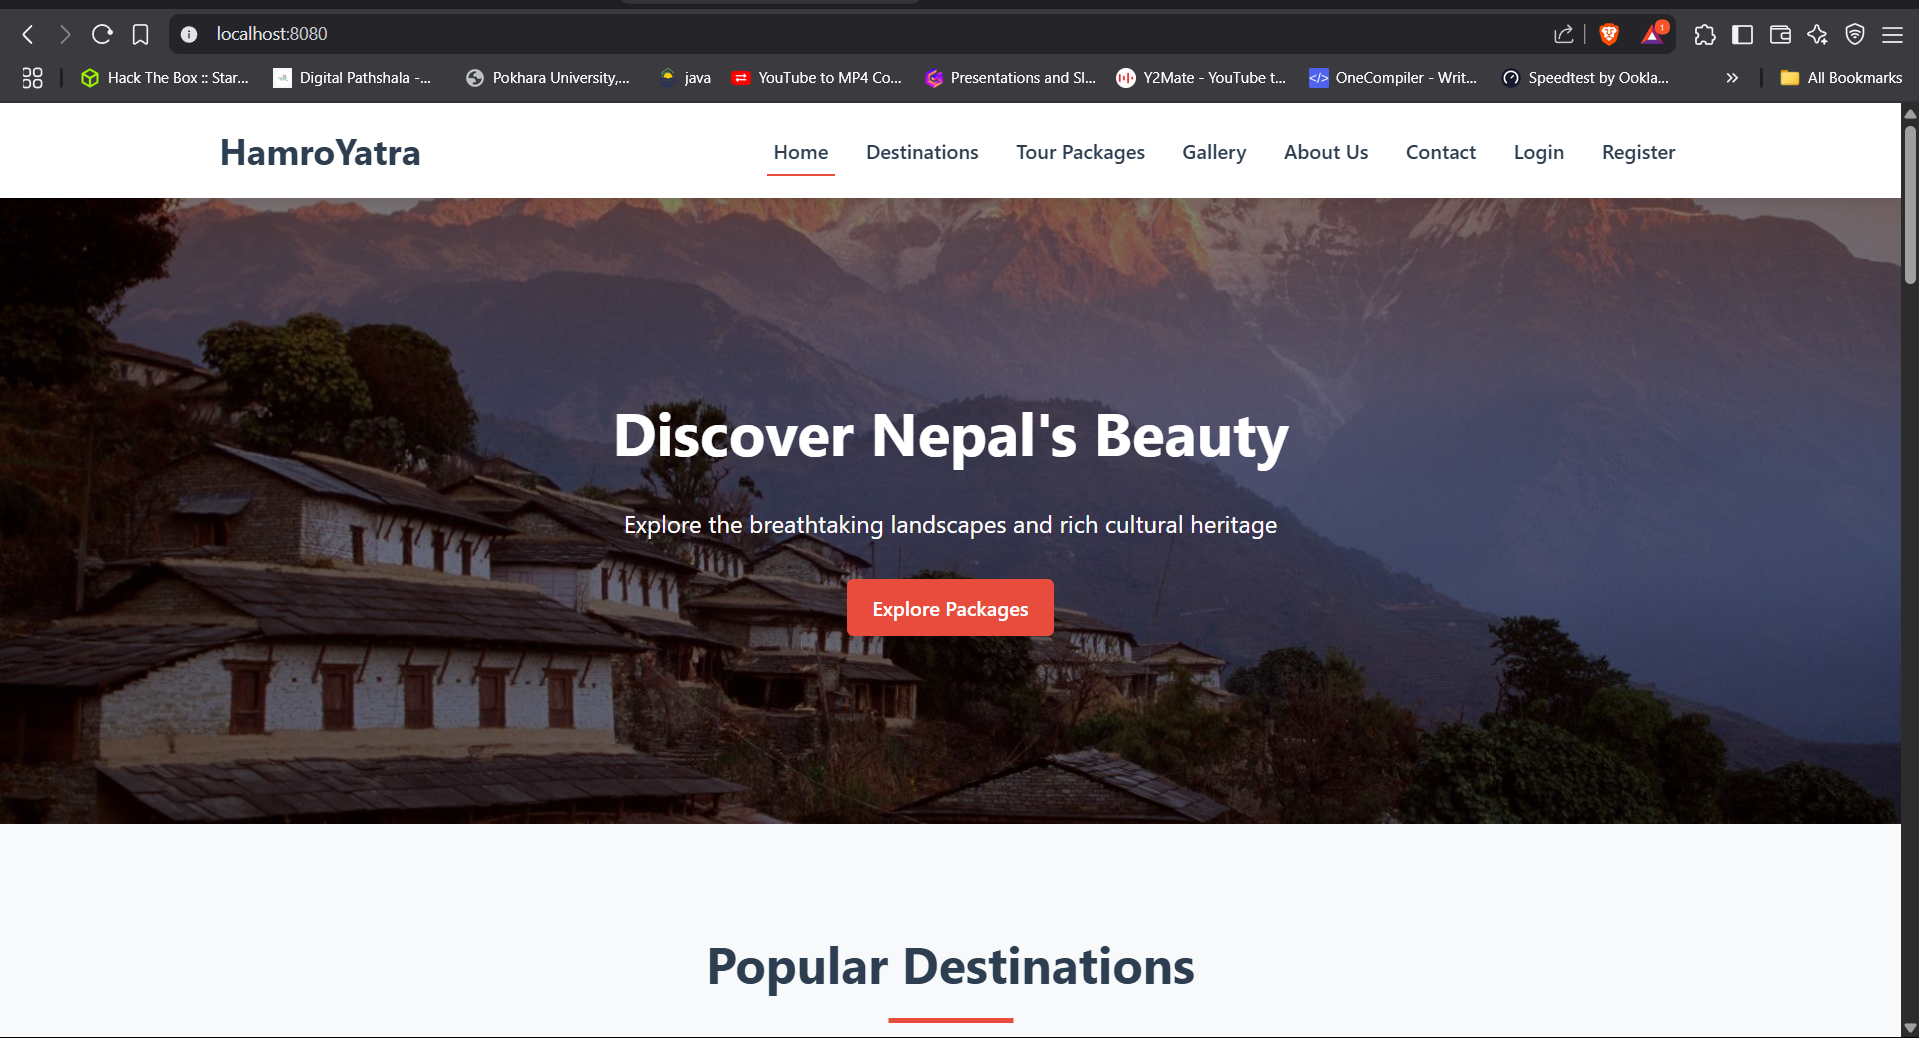 localhost:8080
1
Hack The Box :: Star...
Digital Pathshala -...
Pokhara University,...
java
YouTube to MP4 Co...
Presentations and Sl...
Y2Mate - YouTube t...
</> OneCompiler - Writ...
Speedtest by Ookla...
» All Bookmarks
HamroYatra
Home
Destinations
Tour Packages
Gallery
About Us
Contact
Login
Register
Discover Nepal's Beauty
Explore the breathtaking landscapes and rich cultural heritage
Explore Packages
Popular Destinations